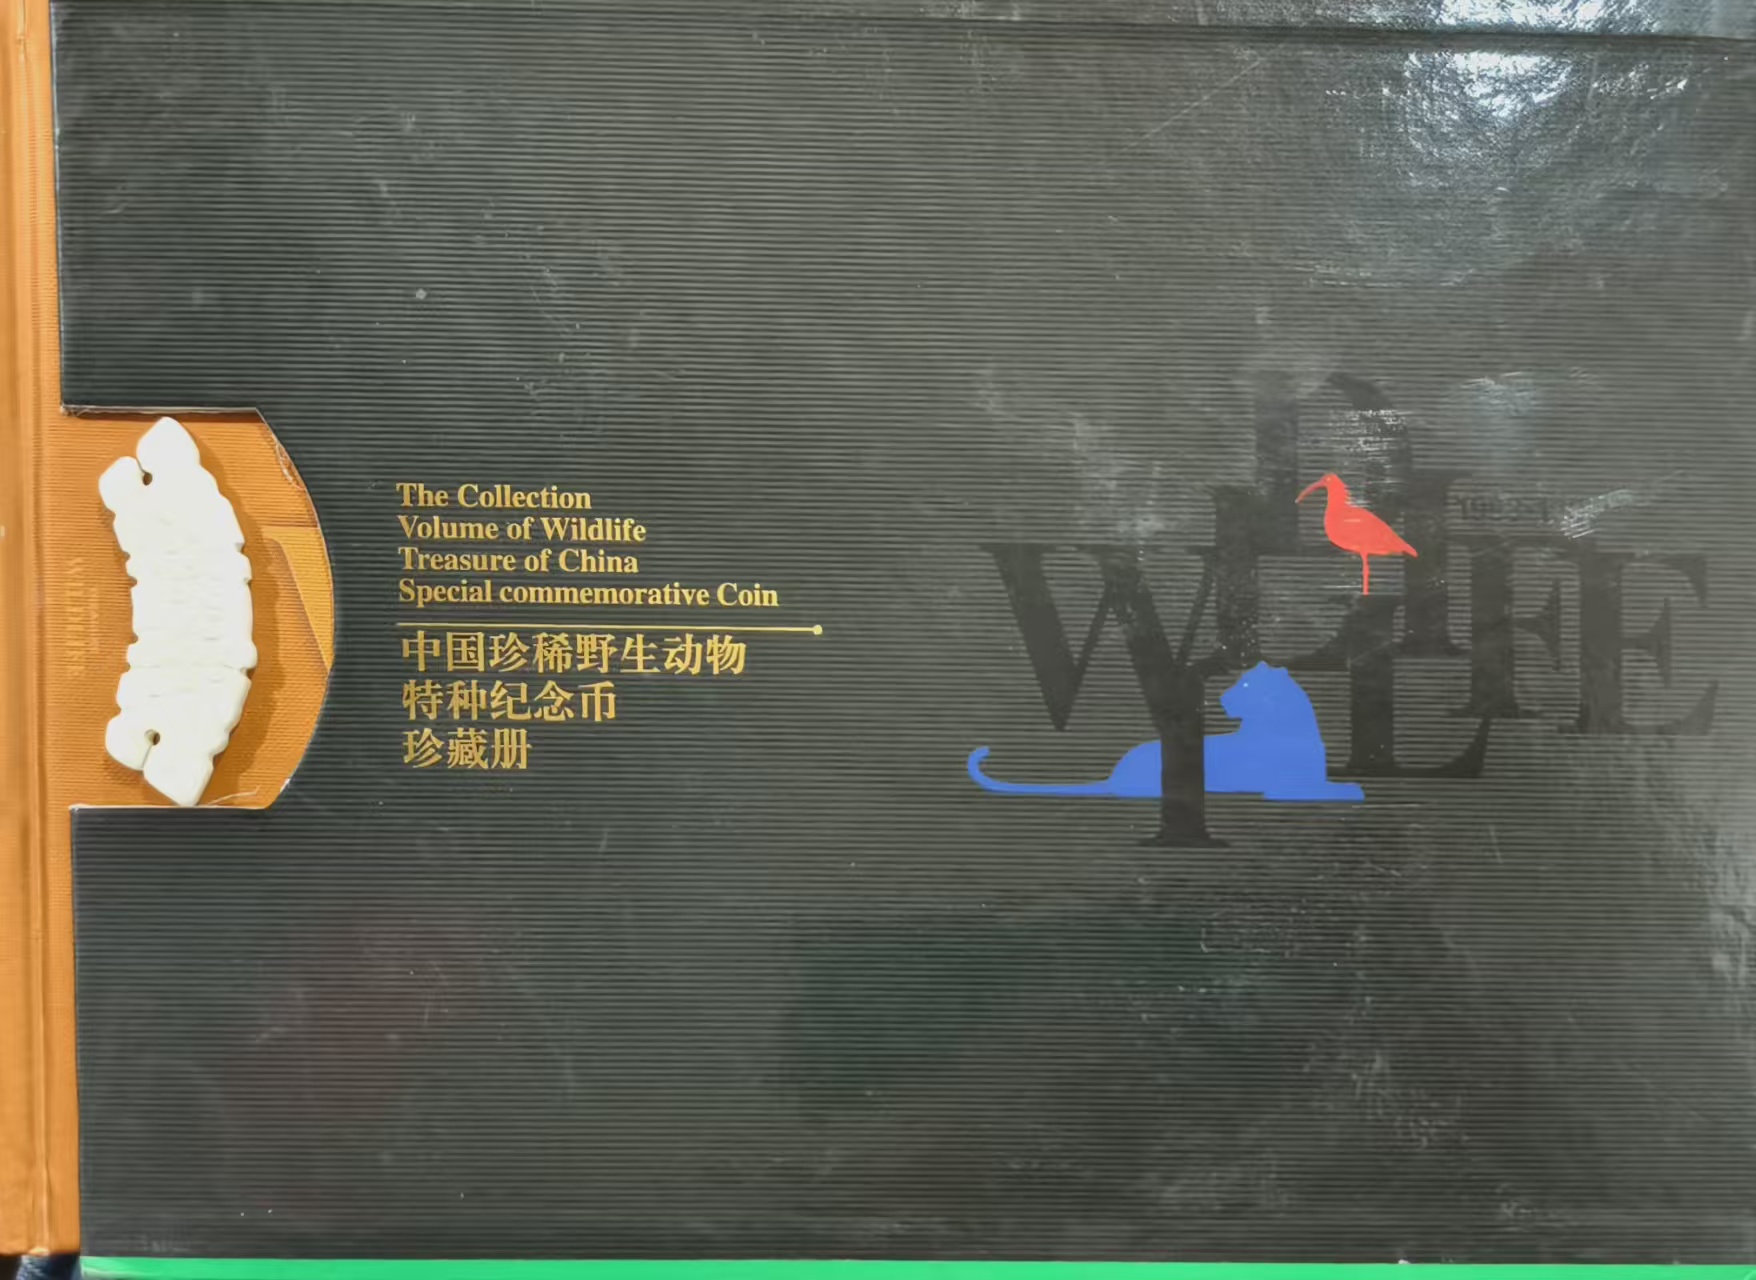 The Collection
Volume of Wildlife
Treasure of China
Special commemorative Coin
中国珍稀野生动物
特种纪念币
珍藏册
WILDLIFE